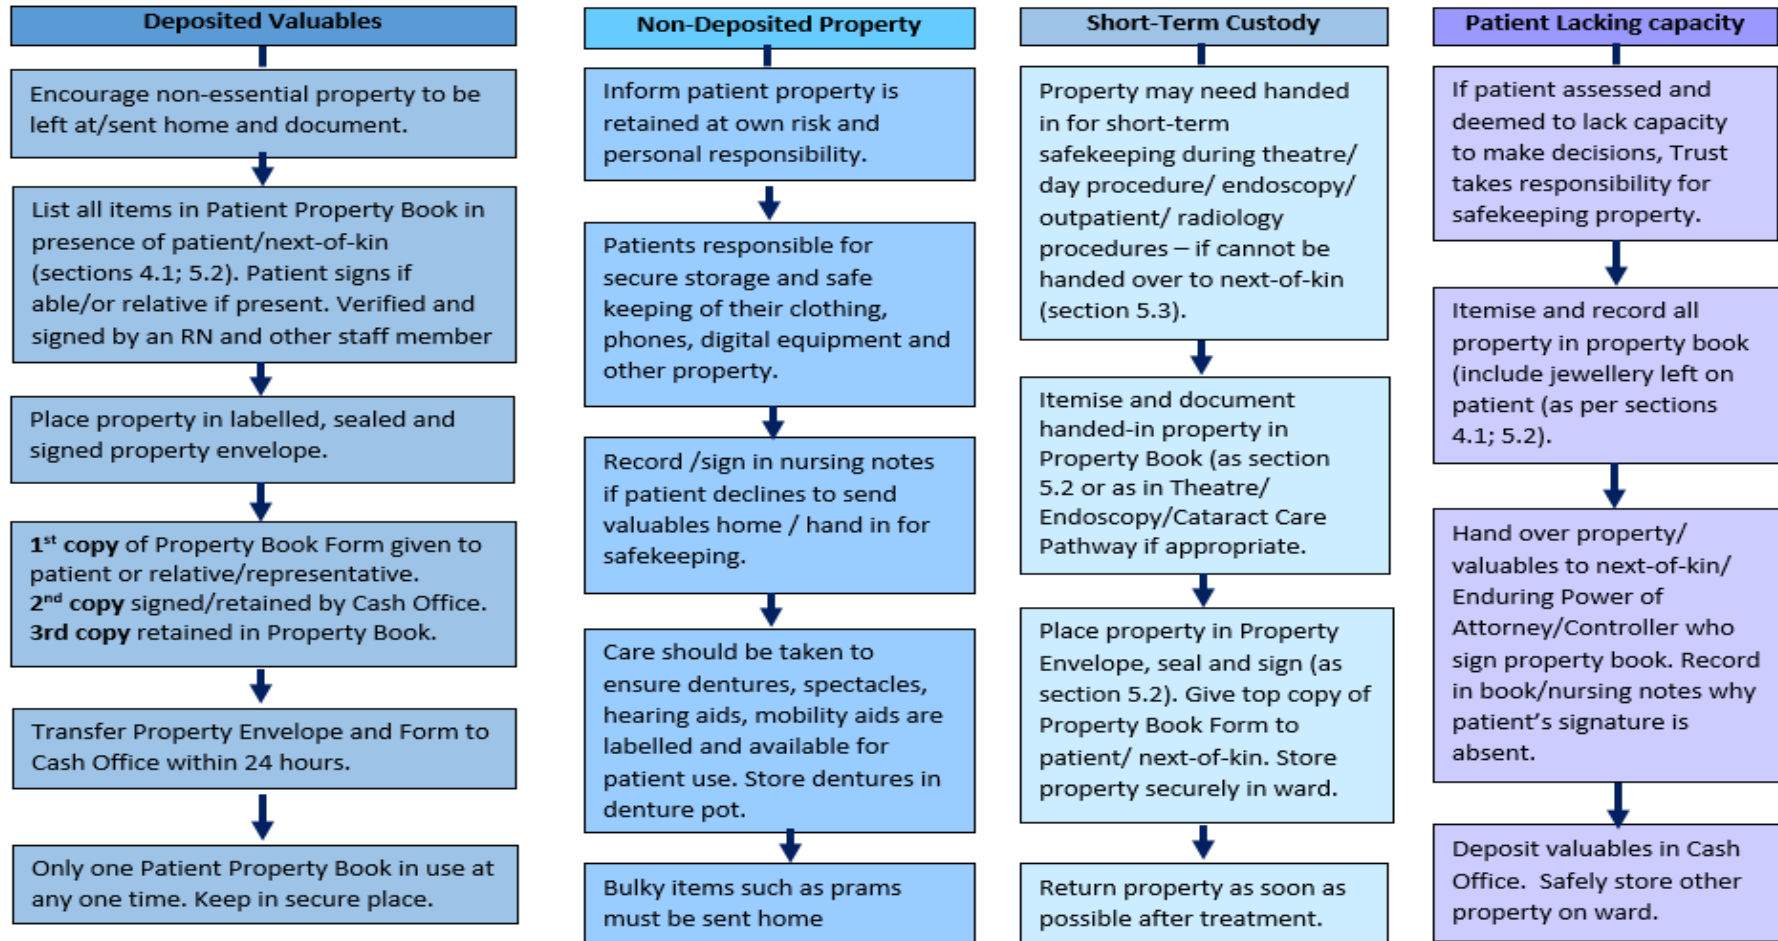 Deposited Valuables
Encourage non-essential property to be
left at/sent home and document.
List all items in Patient Property Book in
presence of patient/next-of-kin
(sections 4.1; 5.2). Patient signs if
able/or relative if present. Verified and
signed by an RN and other staff member
Place property in labelled, sealed and
signed property envelope.
1st copy of Property Book Form given to
patient or relative/representative.
2nd copy signed/retained by Cash Office.
3rd copy retained in Property Book.
Transfer Property Envelope and Form to
Cash Office within 24 hours.
Only one Patient Property Book in use at
any one time. Keep in secure place.
Non-Deposited Property
Inform patient property is
retained at own risk and
personal responsibility.
Patients responsible for
secure storage and safe
keeping of their clothing,
phones, digital equipment and
other property.
Record /sign in nursing notes
if patient declines to send
valuables home / hand in for
safekeeping.
Care should be taken to
ensure dentures, spectacles,
hearing aids, mobility aids are
labelled and available for
patient use. Store dentures in
denture pot.
Bulky items such as prams
must be sent home
Short-Term Custody
Property may need handed
in for short-term
safekeeping during theatre/
day procedure/ endoscopy/
outpatient/ radiology
procedures – if cannot be
handed over to next-of-kin
(section 5.3).
Itemise and document
handed-in property in
Property Book (as section
5.2 or as in Theatre/
Endoscopy/Cataract Care
Pathway if appropriate.
Place property in Property
Envelope, seal and sign (as
section 5.2). Give top copy of
Property Book Form to
patient/ next-of-kin. Store
property securely in ward.
Return property as soon as
possible after treatment.
Patient Lacking capacity
If patient assessed and
deemed to lack capacity
to make decisions, Trust
takes responsibility for
safekeeping property.
Itemise and record all
property in property book
(include jewellery left on
patient (as per sections
4.1; 5.2).
Hand over property/
valuables to next-of-kin/
Enduring Power of
Attorney/Controller who
sign property book. Record
in book/nursing notes why
patient’s signature is
absent.
Deposit valuables in Cash
Office.  Safely store other
property on ward.